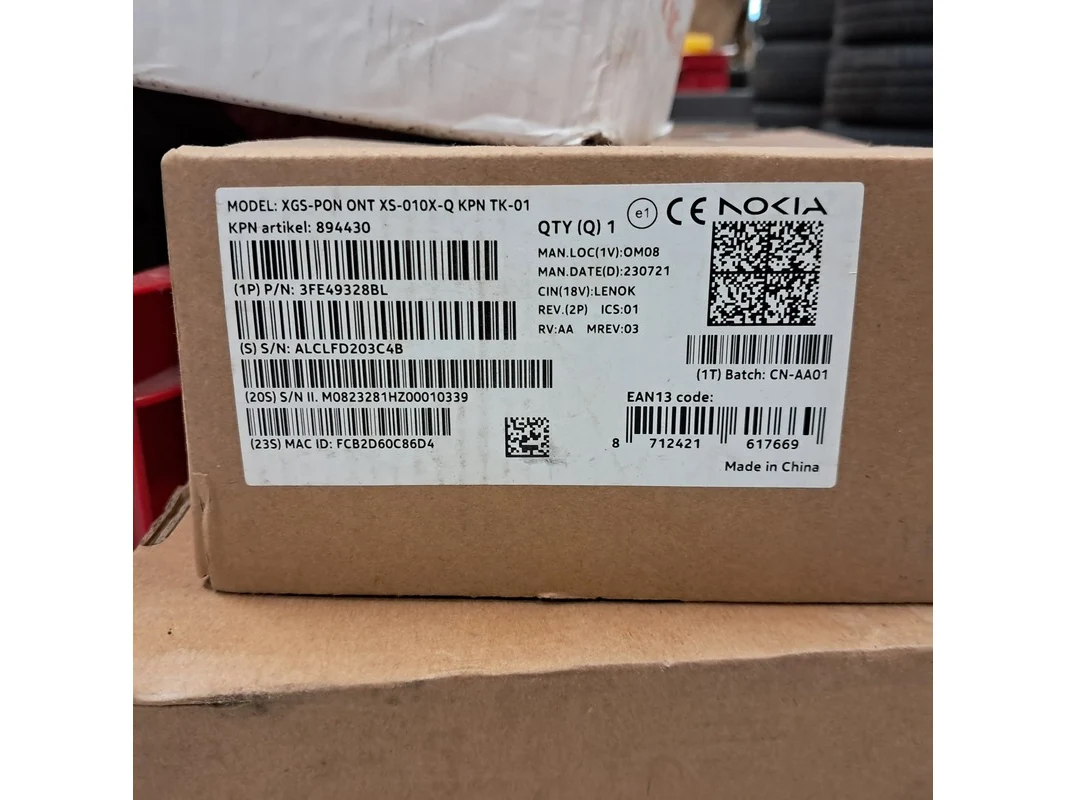 MODEL: XGS-PON ONT XS-010X-Q KPN TK-01
KPN artikel: 894430
(1P) P/N: 3FE49328BL
(S) S/N: ALCLFD203C4B
(20S) S/N II. M0823281HZ00010339
(23S) MAC ID: FCB2D60C86D4
QTY (Q) 1
MAN.LOC(1V):OM08
MAN.DATE(D):230721
CIN(18V):LENOK
REV.(2P) ICS:01
RV:AA MREV:03
e1 CE NOKIA
(1T) Batch: CN-AA01
EAN13 code:
8 712421 617669
Made in China